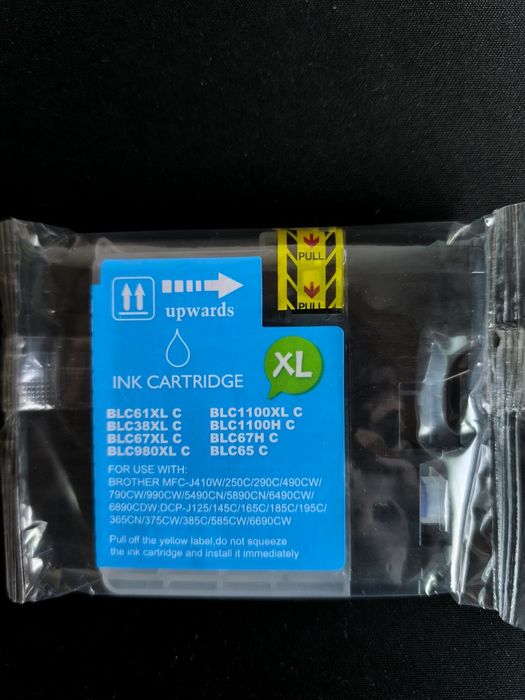 PULL
PULL
upwards
XL
INK CARTRIDGE
BLC61XL C BLC1100XL C
BLC38XL C BLC1100H C
BLC67XL C BLC67H C
BLC980XL C BLC65 C
FOR USE WITH:
BROTHER MFC-J410W/250C/290C/490CW/
790CW/990CW/5490CN/5890CN/6490CW/
6890CDW;DCP-J125/145C/165C/185C/195C/
365CN/375CW/385C/585CW/6690CW
Pull off the yellow label,do not squeeze
the ink cartridge and install it immediately